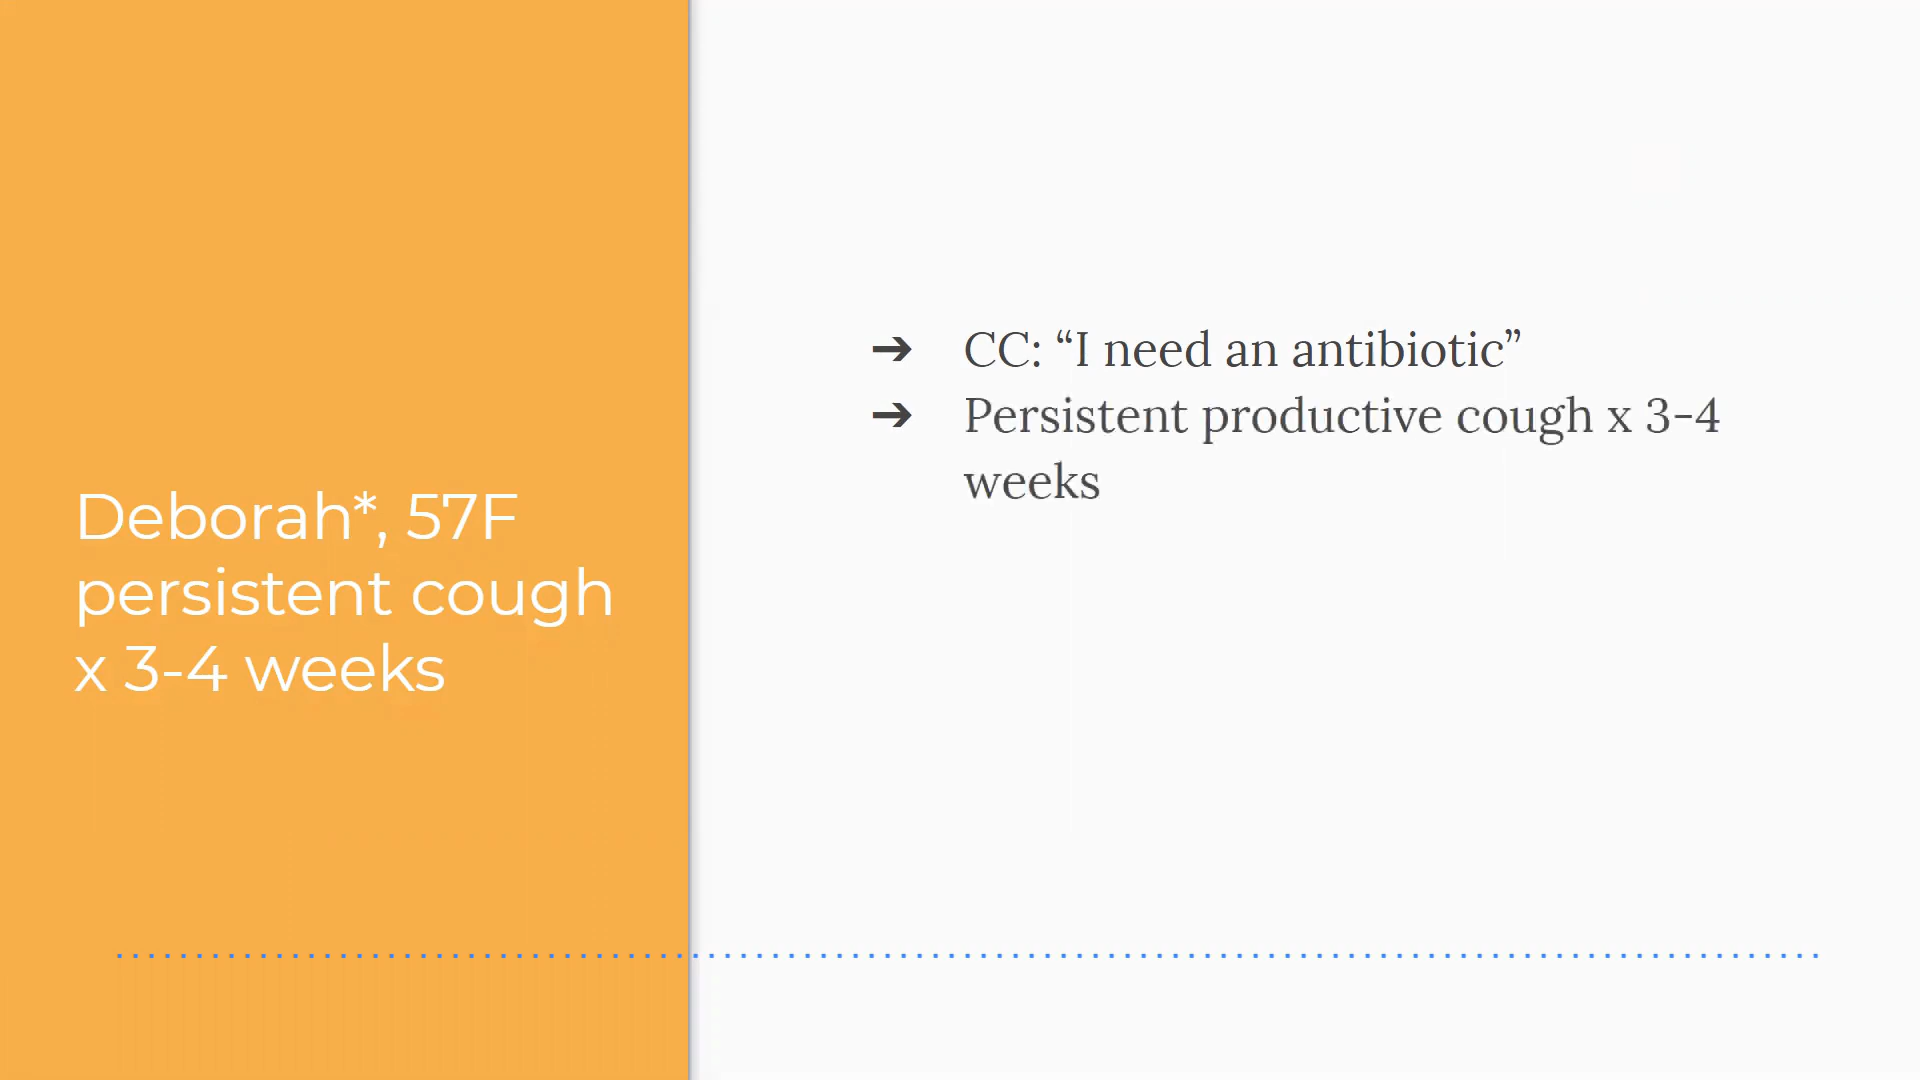 Deborah*, 57F
persistent cough
x 3-4 weeks
➔ CC: “I need an antibiotic”
➔ Persistent productive cough x 3-4
weeks